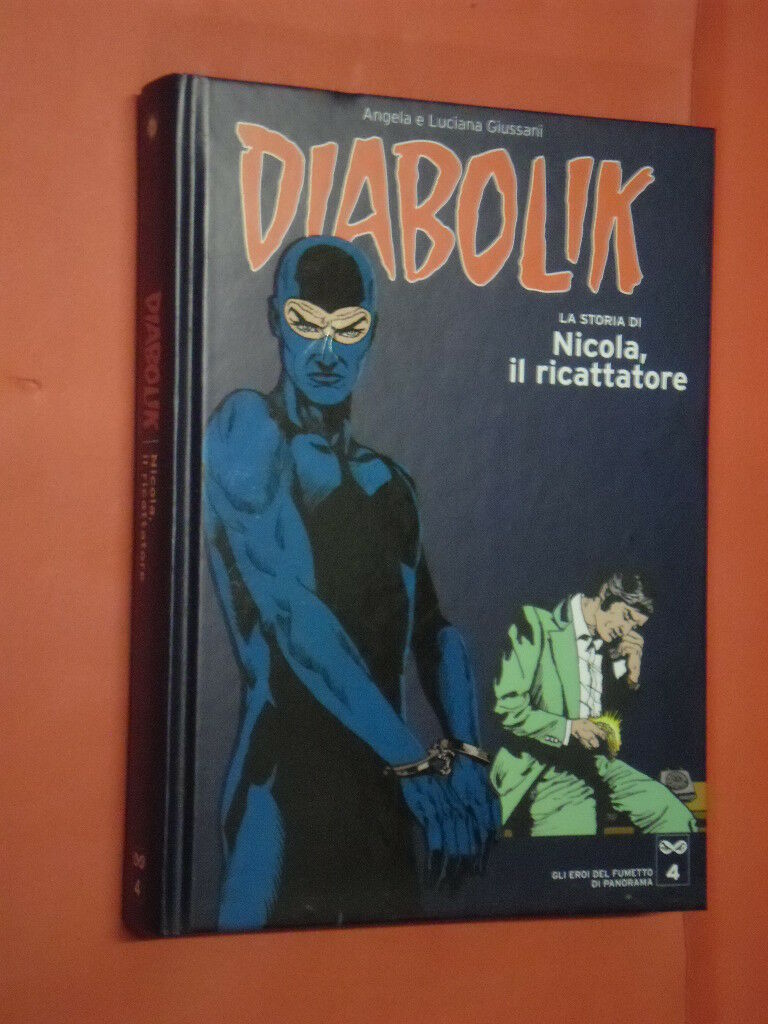 Angela e Luciana Giussani
DIABOLIK
LA STORIA DI
Nicola,
il ricattatore
GLI EROI DEL FUMETTO
DI PANORAMA
4
DIABOLIK | Nicola,
il ricattatore
4